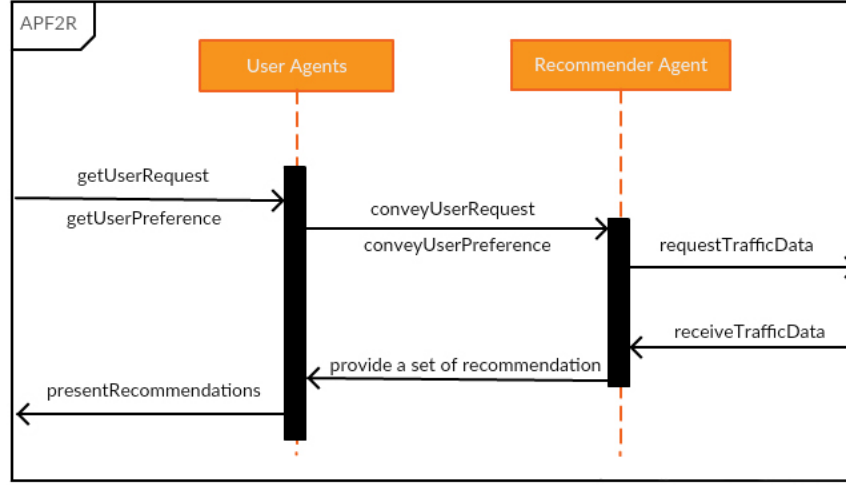 APF2R
User Agents
Recommender Agent
getUserRequest
getUserPreference
conveyUserRequest
conveyUserPreference
requestTrafficData
receiveTrafficData
provide a set of recommendation
presentRecommendations